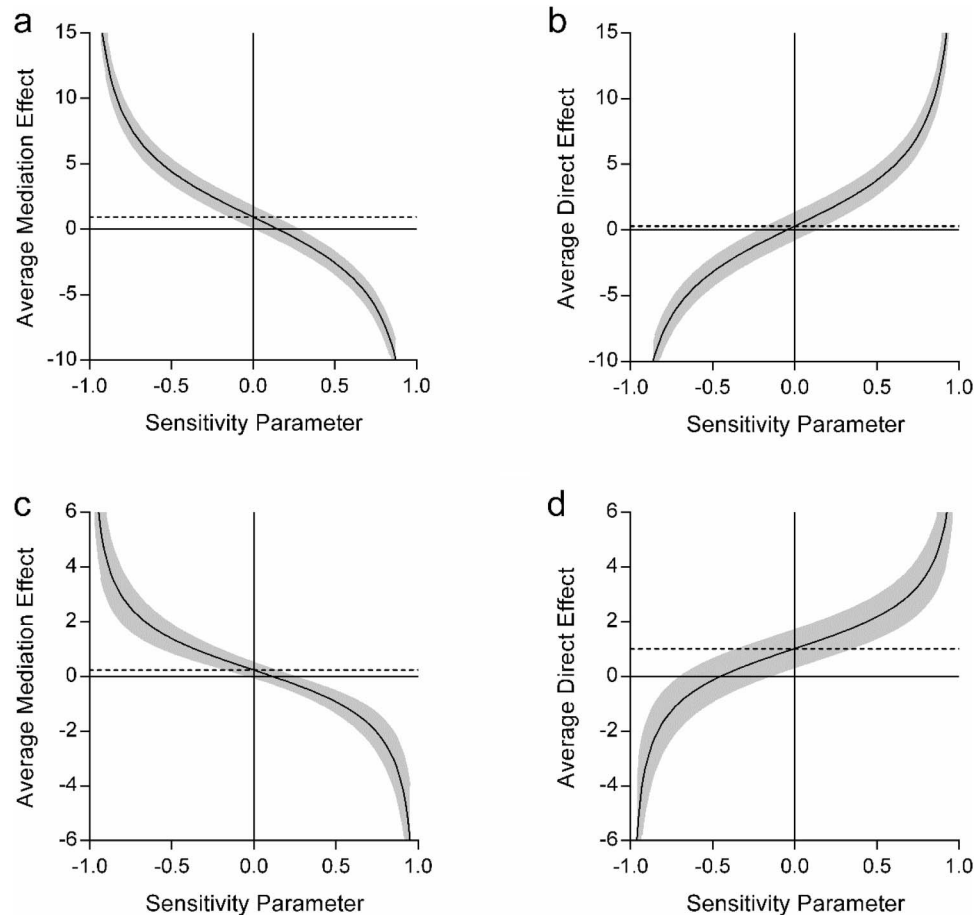 a
Average Mediation Effect
15
10
5
0
-5
-10
-1.0 -0.5 0.0 0.5 1.0
Sensitivity Parameter
b
Average Direct Effect
15
10
5
0
-5
-10
-1.0 -0.5 0.0 0.5 1.0
Sensitivity Parameter
c
Average Mediation Effect
6
4
2
0
-2
-4
-6
-1.0 -0.5 0.0 0.5 1.0
Sensitivity Parameter
d
Average Direct Effect
6
4
2
0
-2
-4
-6
-1.0 -0.5 0.0 0.5 1.0
Sensitivity Parameter